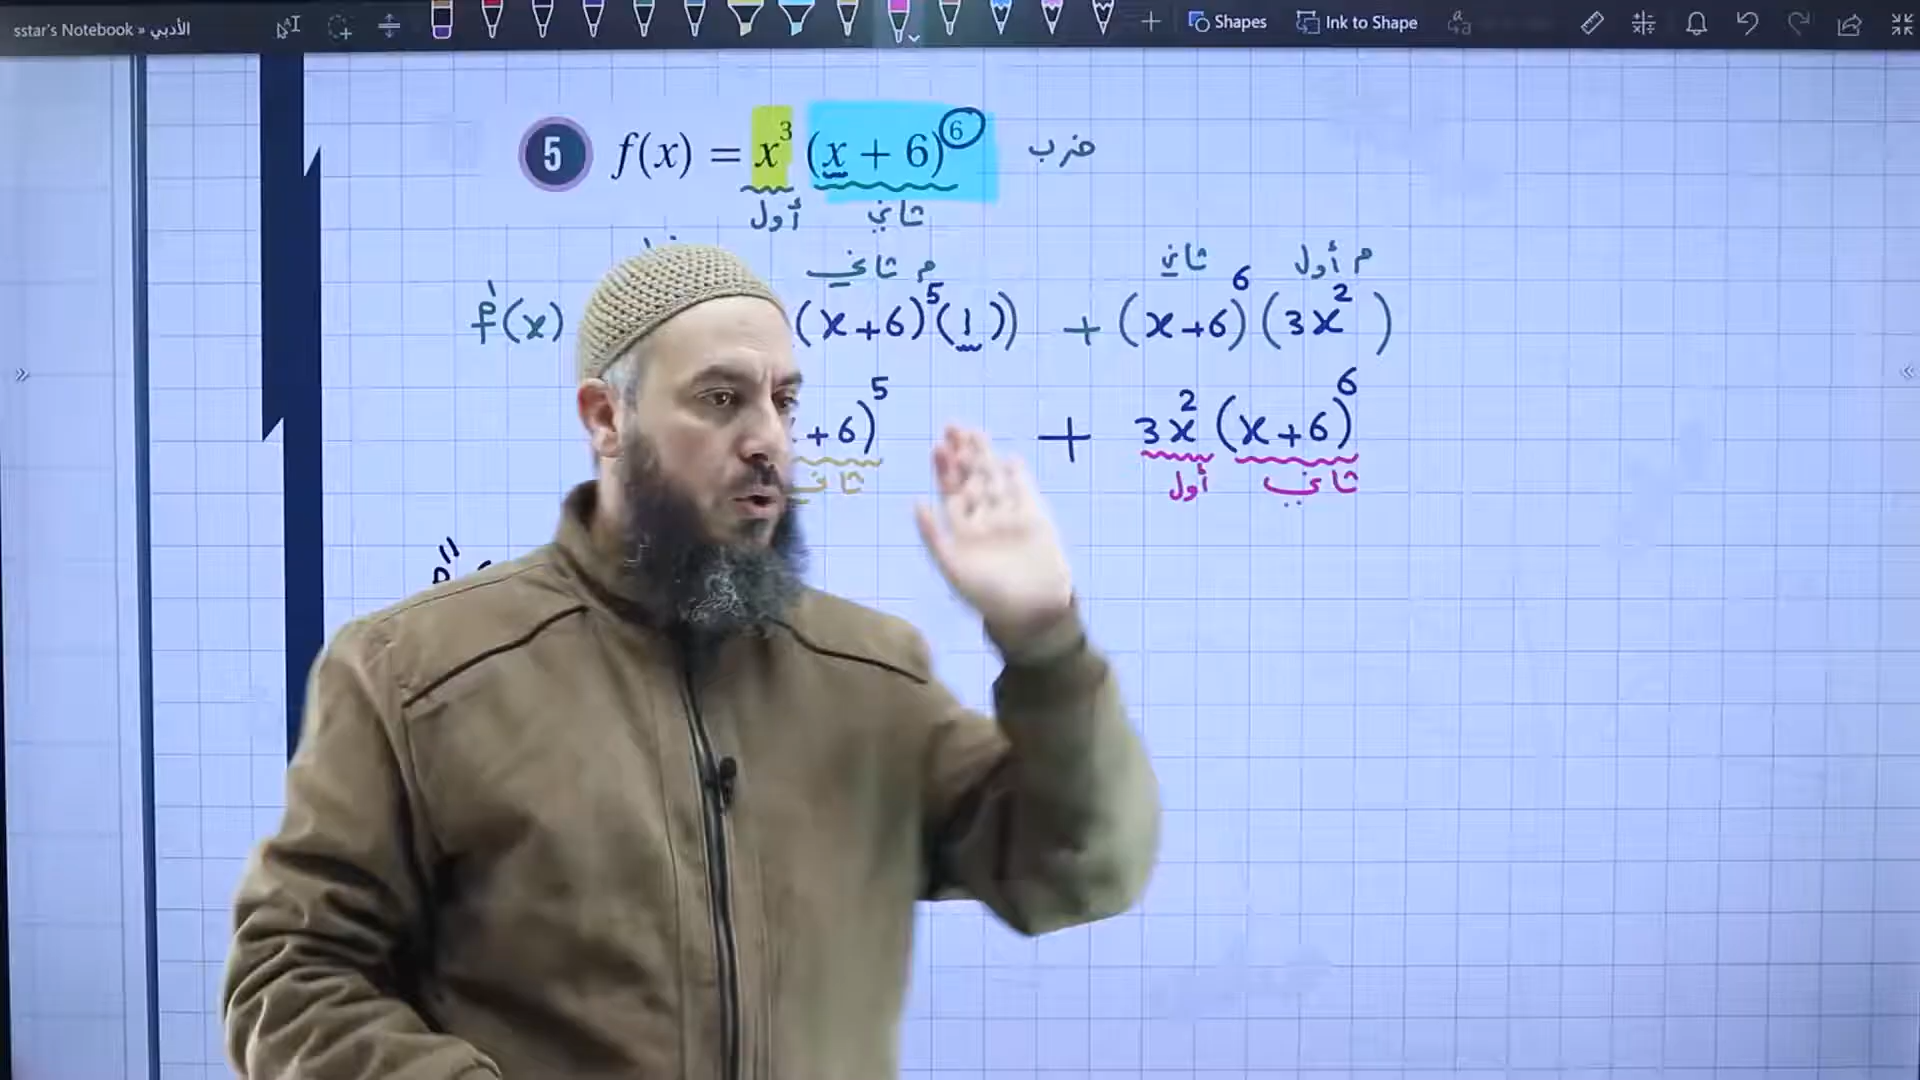 sstar's Notebook » الأدبي
Shapes
Ink to Shape
5 f(x) = x³ (x + 6)⁶ ضرب
أول ثاني
م ثاني ثاني م أول
f'(x) (x+6)⁵(1)) + (x+6)⁶(3x²)
+6)⁵ + 3x²(x+6)⁶
أول ثاني